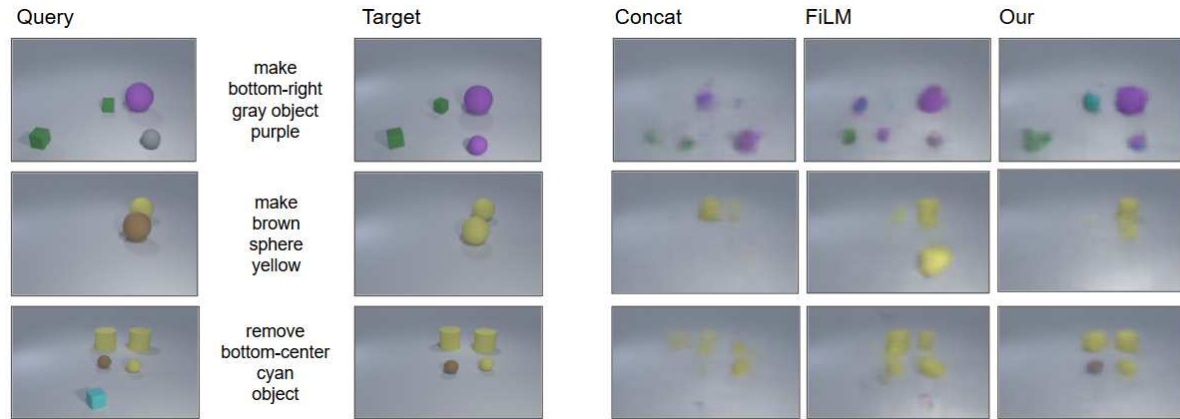 Query
Target
Concat
FiLM
Our
make
bottom-right
gray object
purple
make
brown
sphere
yellow
remove
bottom-center
cyan
object